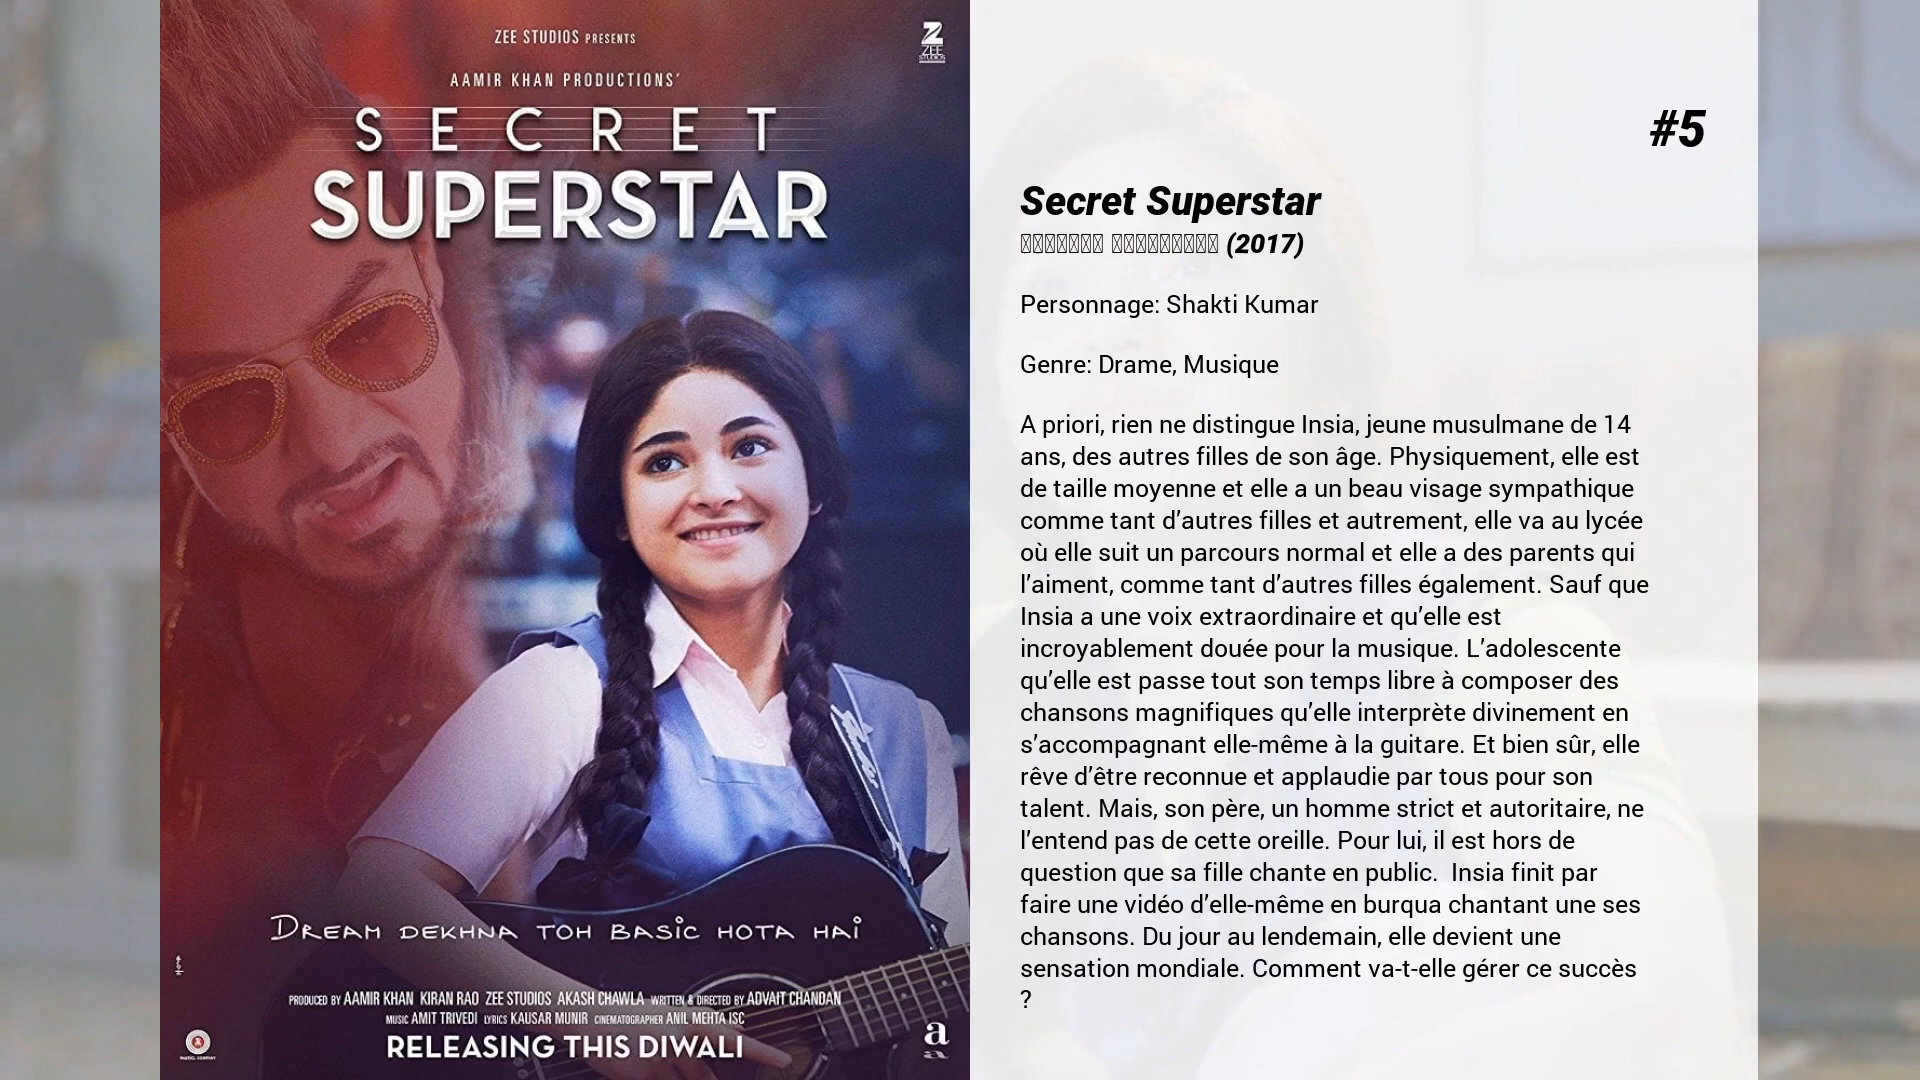 ZEE STUDIOS PRESENTS
Z
ZEE
STUDIOS
AAMIR KHAN PRODUCTIONS'
SECRET
SUPERSTAR
DREAM DEKHNA TOH BASIC HOTA HAI
PRODUCED BY AAMIR KHAN KIRAN RAO ZEE STUDIOS AKASH CHAWLA WRITTEN & DIRECTED BY ADVAIT CHANDAN
MUSIC AMIT TRIVEDI LYRICS KAUSAR MUNIR CINEMATOGRAPHER ANIL MEHTA ISC
RELEASING THIS DIWALI
ZEE MUSIC COMPANY
a
#5
Secret Superstar
(2017)
Personnage: Shakti Kumar
Genre: Drame, Musique
A priori, rien ne distingue Insia, jeune musulmane de 14
ans, des autres filles de son âge. Physiquement, elle est
de taille moyenne et elle a un beau visage sympathique
comme tant d’autres filles et autrement, elle va au lycée
où elle suit un parcours normal et elle a des parents qui
l’aiment, comme tant d’autres filles également. Sauf que
Insia a une voix extraordinaire et qu’elle est
incroyablement douée pour la musique. L’adolescente
qu’elle est passe tout son temps libre à composer des
chansons magnifiques qu’elle interprète divinement en
s’accompagnant elle-même à la guitare. Et bien sûr, elle
rêve d’être reconnue et applaudie par tous pour son
talent. Mais, son père, un homme strict et autoritaire, ne
l’entend pas de cette oreille. Pour lui, il est hors de
question que sa fille chante en public.  Insia finit par
faire une vidéo d’elle-même en burqua chantant une ses
chansons. Du jour au lendemain, elle devient une
sensation mondiale. Comment va-t-elle gérer ce succès
?